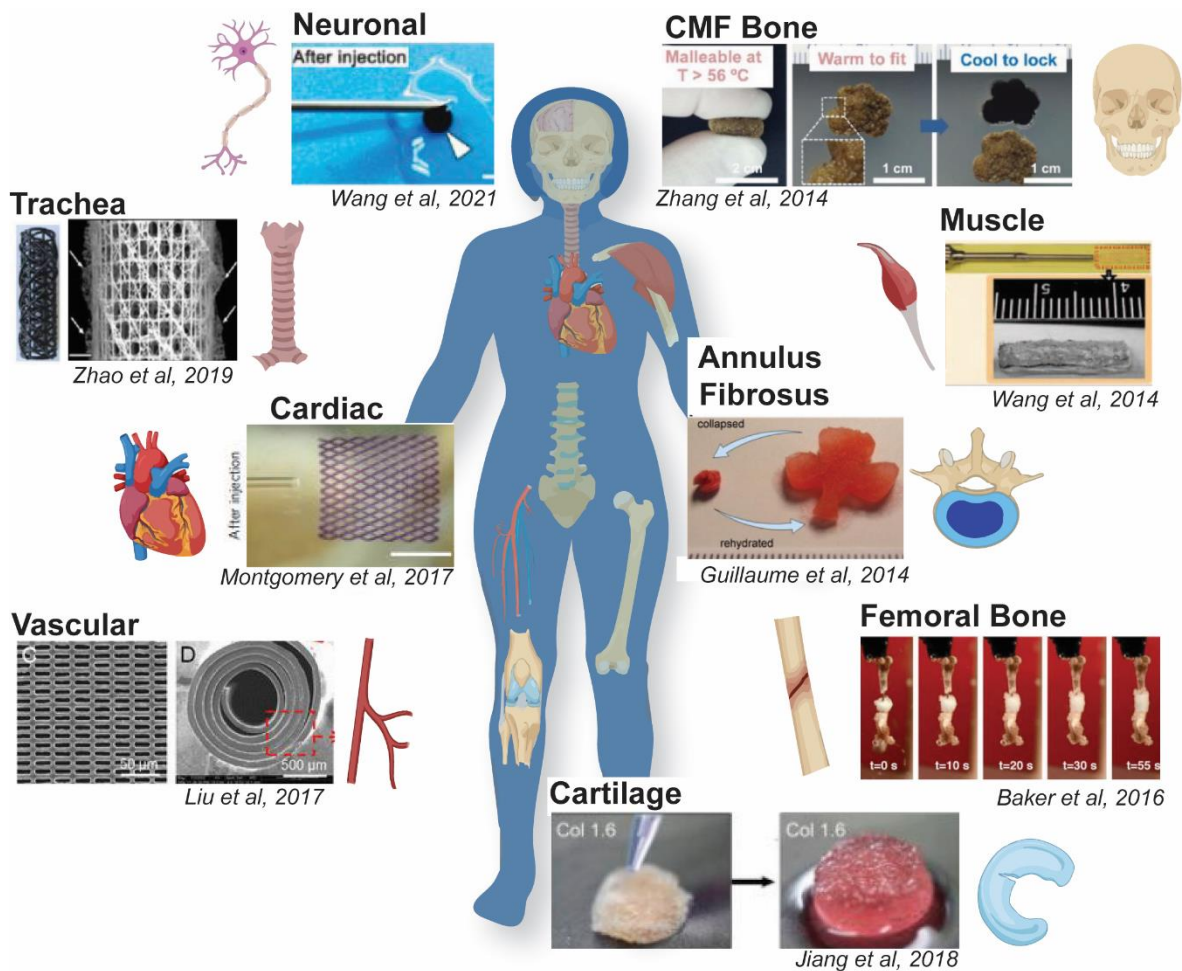 Neuronal
After injection
Wang et al, 2021
CMF Bone
Malleable at
T > 56 ºC
2 cm
Warm to fit
1 cm
Cool to lock
1 cm
Zhang et al, 2014
Trachea
Zhao et al, 2019
Muscle
5
4
Wang et al, 2014
Cardiac
After injection
Montgomery et al, 2017
Annulus
Fibrosus
collapsed
rehydrated
Guillaume et al, 2014
Vascular
C
50 µm
D
500 µm
Liu et al, 2017
Femoral Bone
t=0 s
t=10 s
t=20 s
t=30 s
t=55 s
Baker et al, 2016
Cartilage
Col 1.6
Col 1.6
Jiang et al, 2018